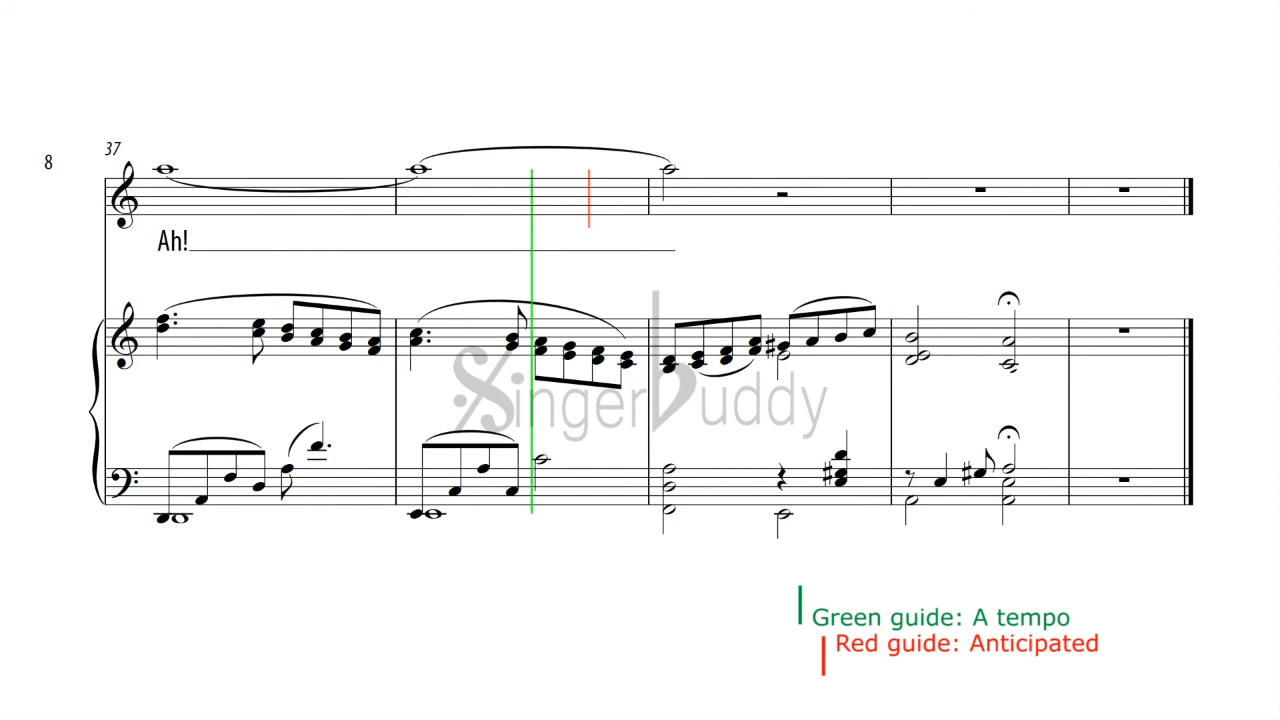 37
8
Ah!
SingerBuddy
Green guide: A tempo
Red guide: Anticipated